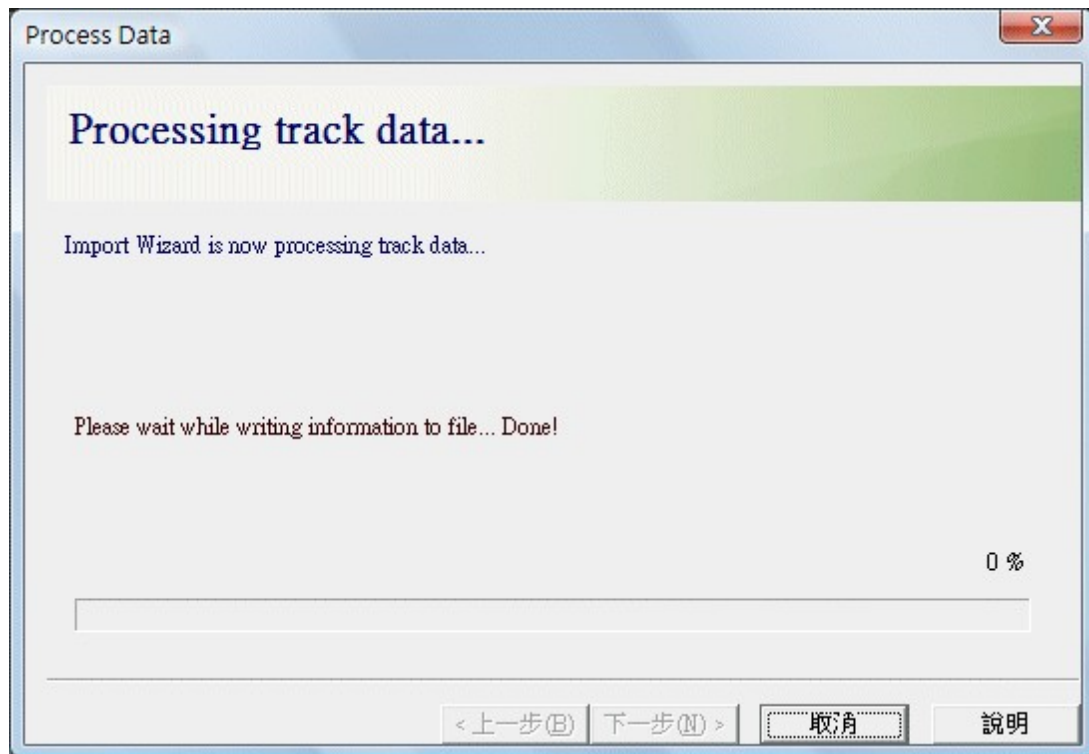 Process Data
Processing track data...
Import Wizard is now processing track data...
Please wait while writing information to file... Done!
0 %
< 上一步(B) 下一步(N) > 取消 說明